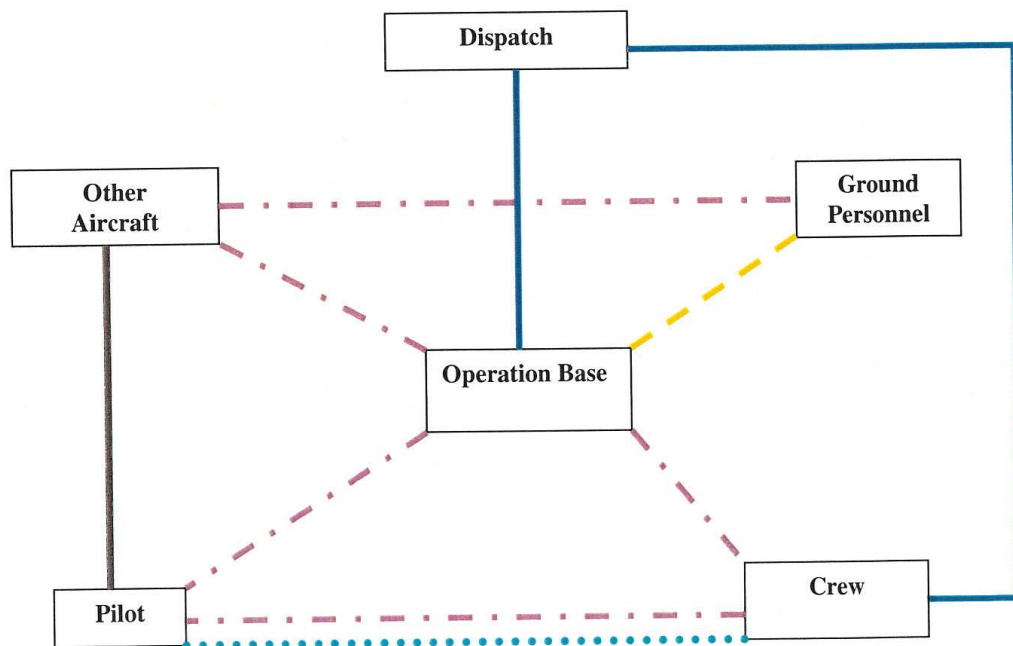 Dispatch
Other
Aircraft
Ground
Personnel
Operation Base
Pilot
Crew